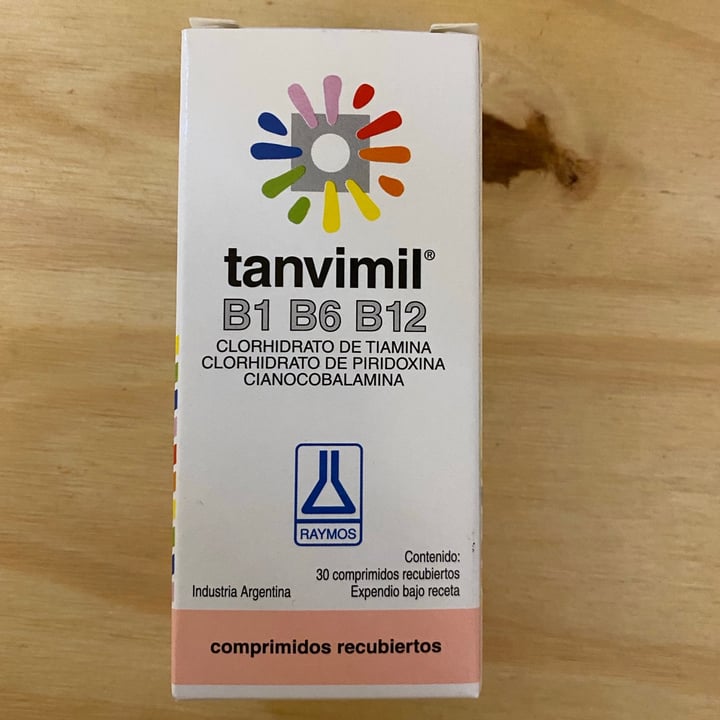 tanvimil®
B1 B6 B12
CLORHIDRATO DE TIAMINA
CLORHIDRATO DE PIRIDOXINA
CIANOCOBALAMINA
RAYMOS
Contenido:
30 comprimidos recubiertos
Industria Argentina
Expendio bajo receta
comprimidos recubiertos